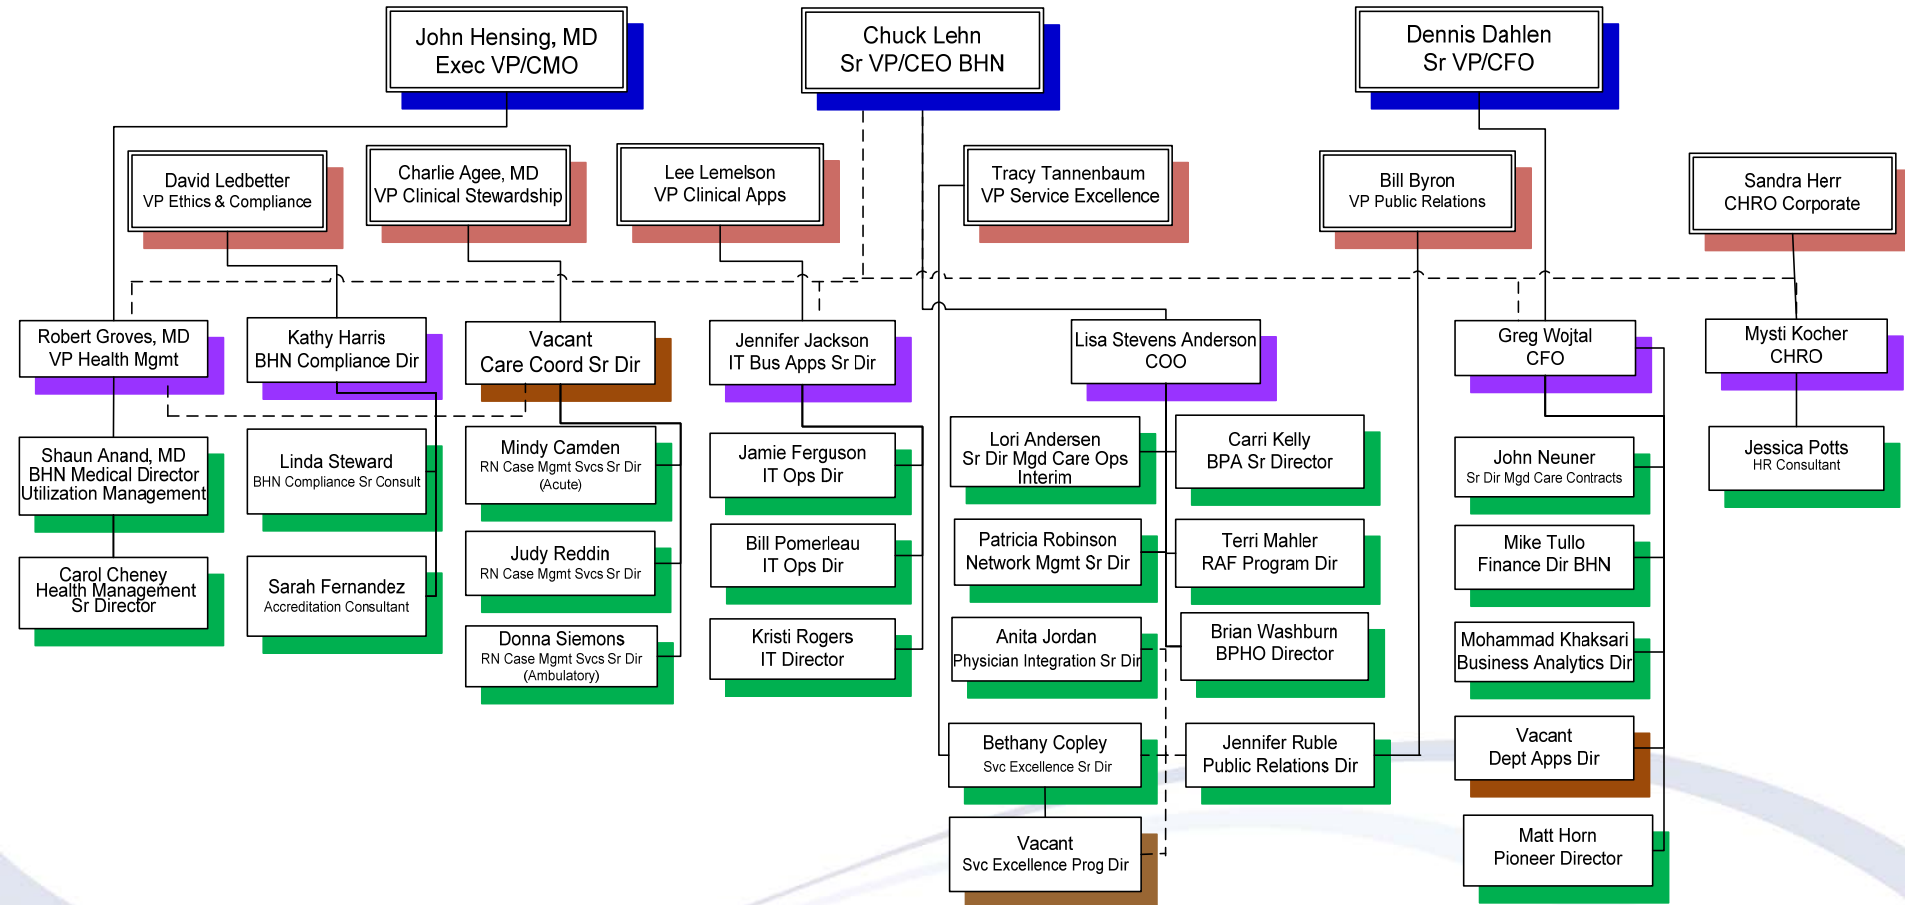 John Hensing, MD
Exec VP/CMO
Chuck Lehn
Sr VP/CEO BHN
Dennis Dahlen
Sr VP/CFO
David Ledbetter
VP Ethics & Compliance
Charlie Agee, MD
VP Clinical Stewardship
Lee Lemelson
VP Clinical Apps
Tracy Tannenbaum
VP Service Excellence
Bill Byron
VP Public Relations
Sandra Herr
CHRO Corporate
Robert Groves, MD
VP Health Mgmt
Kathy Harris
BHN Compliance Dir
Vacant
Care Coord Sr Dir
Jennifer Jackson
IT Bus Apps Sr Dir
Lisa Stevens Anderson
COO
Greg Wojtal
CFO
Mysti Kocher
CHRO
Shaun Anand, MD
BHN Medical Director
Utilization Management
Linda Steward
BHN Compliance Sr Consult
Mindy Camden
RN Case Mgmt Svcs Sr Dir
(Acute)
Jamie Ferguson
IT Ops Dir
Lori Andersen
Sr Dir Mgd Care Ops
Interim
Carri Kelly
BPA Sr Director
John Neuner
Sr Dir Mgd Care Contracts
Jessica Potts
HR Consultant
Carol Cheney
Health Management
Sr Director
Sarah Fernandez
Accreditation Consultant
Judy Reddin
RN Case Mgmt Svcs Sr Dir
Bill Pomerleau
IT Ops Dir
Patricia Robinson
Network Mgmt Sr Dir
Terri Mahler
RAF Program Dir
Mike Tullo
Finance Dir BHN
Donna Siemons
RN Case Mgmt Svcs Sr Dir
(Ambulatory)
Kristi Rogers
IT Director
Anita Jordan
Physician Integration Sr Dir
Brian Washburn
BPHO Director
Mohammad Khaksari
Business Analytics Dir
Bethany Copley
Svc Excellence Sr Dir
Jennifer Ruble
Public Relations Dir
Vacant
Dept Apps Dir
Vacant
Svc Excellence Prog Dir
Matt Horn
Pioneer Director